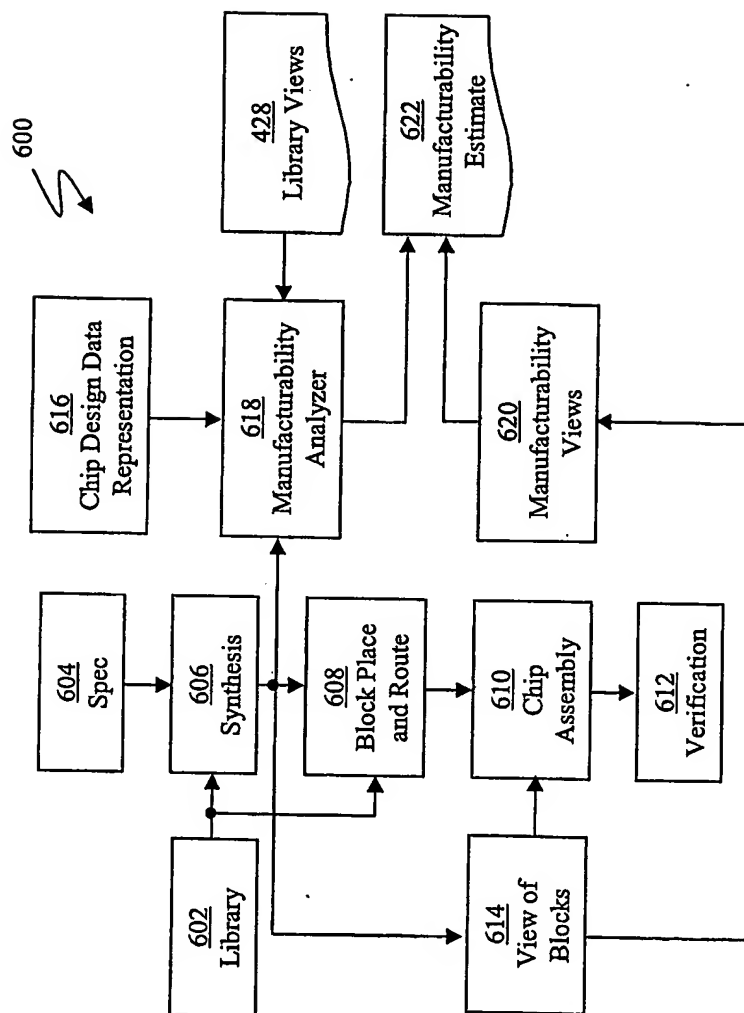 600
616
Chip Design Data
Representation
428
Library Views
618
Manufacturability
Analyzer
622
Manufacturability
Estimate
620
Manufacturability
Views
604
Spec
606
Synthesis
608
Block Place
and Route
610
Chip
Assembly
612
Verification
602
Library
614
View of
Blocks